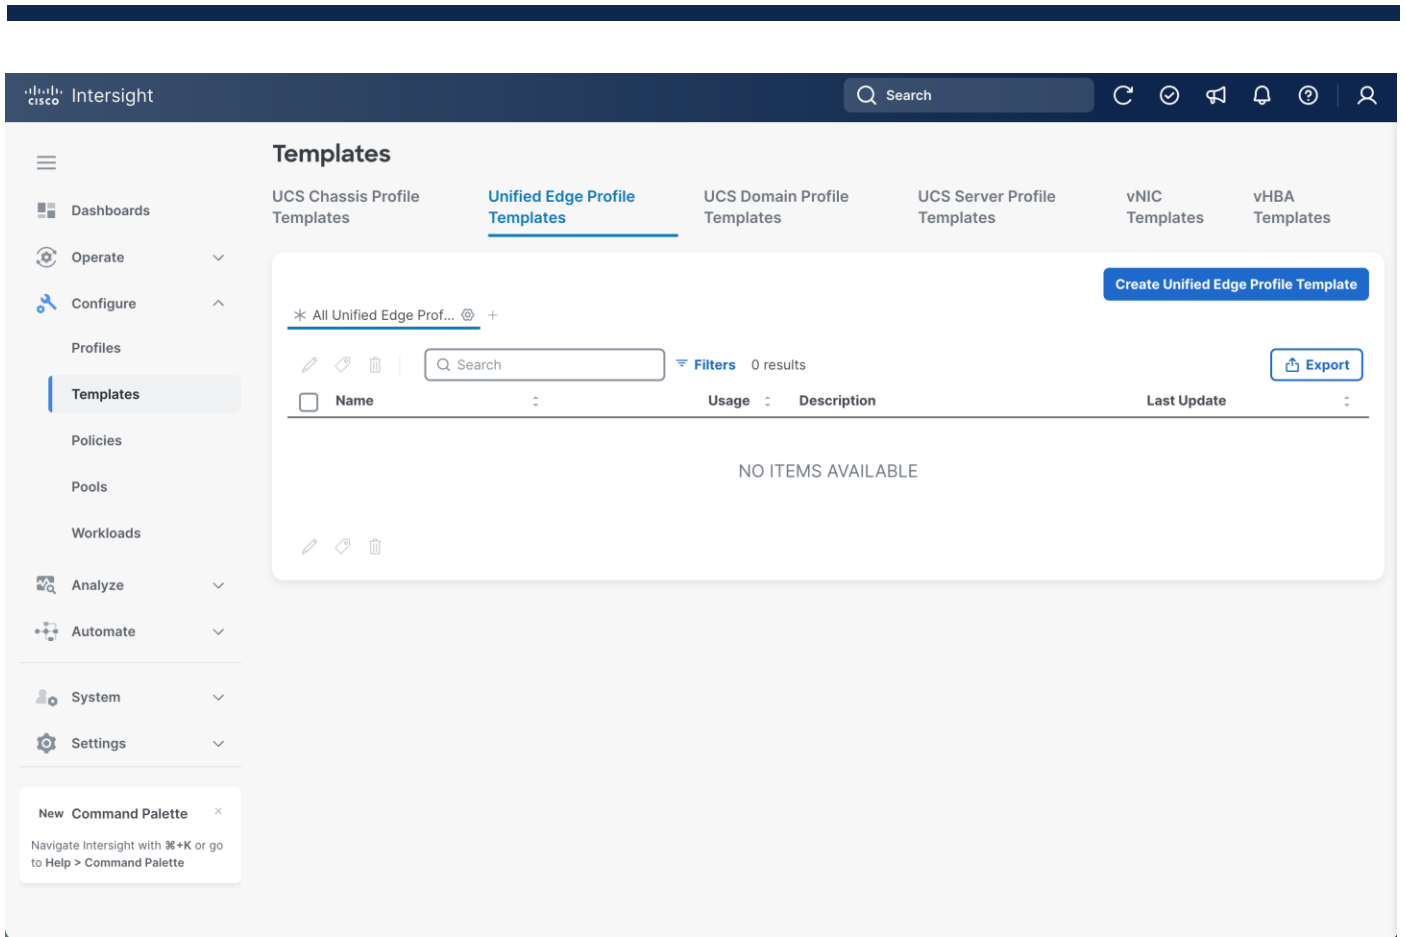 cisco Intersight
Search
Templates
UCS Chassis Profile Templates
Unified Edge Profile Templates
UCS Domain Profile Templates
UCS Server Profile Templates
vNIC Templates
vHBA Templates
Dashboards
Operate
Configure
Profiles
Templates
Policies
Pools
Workloads
Analyze
Automate
System
Settings
New Command Palette
Navigate Intersight with ⌘+K or go
to Help > Command Palette
Create Unified Edge Profile Template
All Unified Edge Prof...
Search
Filters 0 results
Export
Name Usage Description Last Update
NO ITEMS AVAILABLE